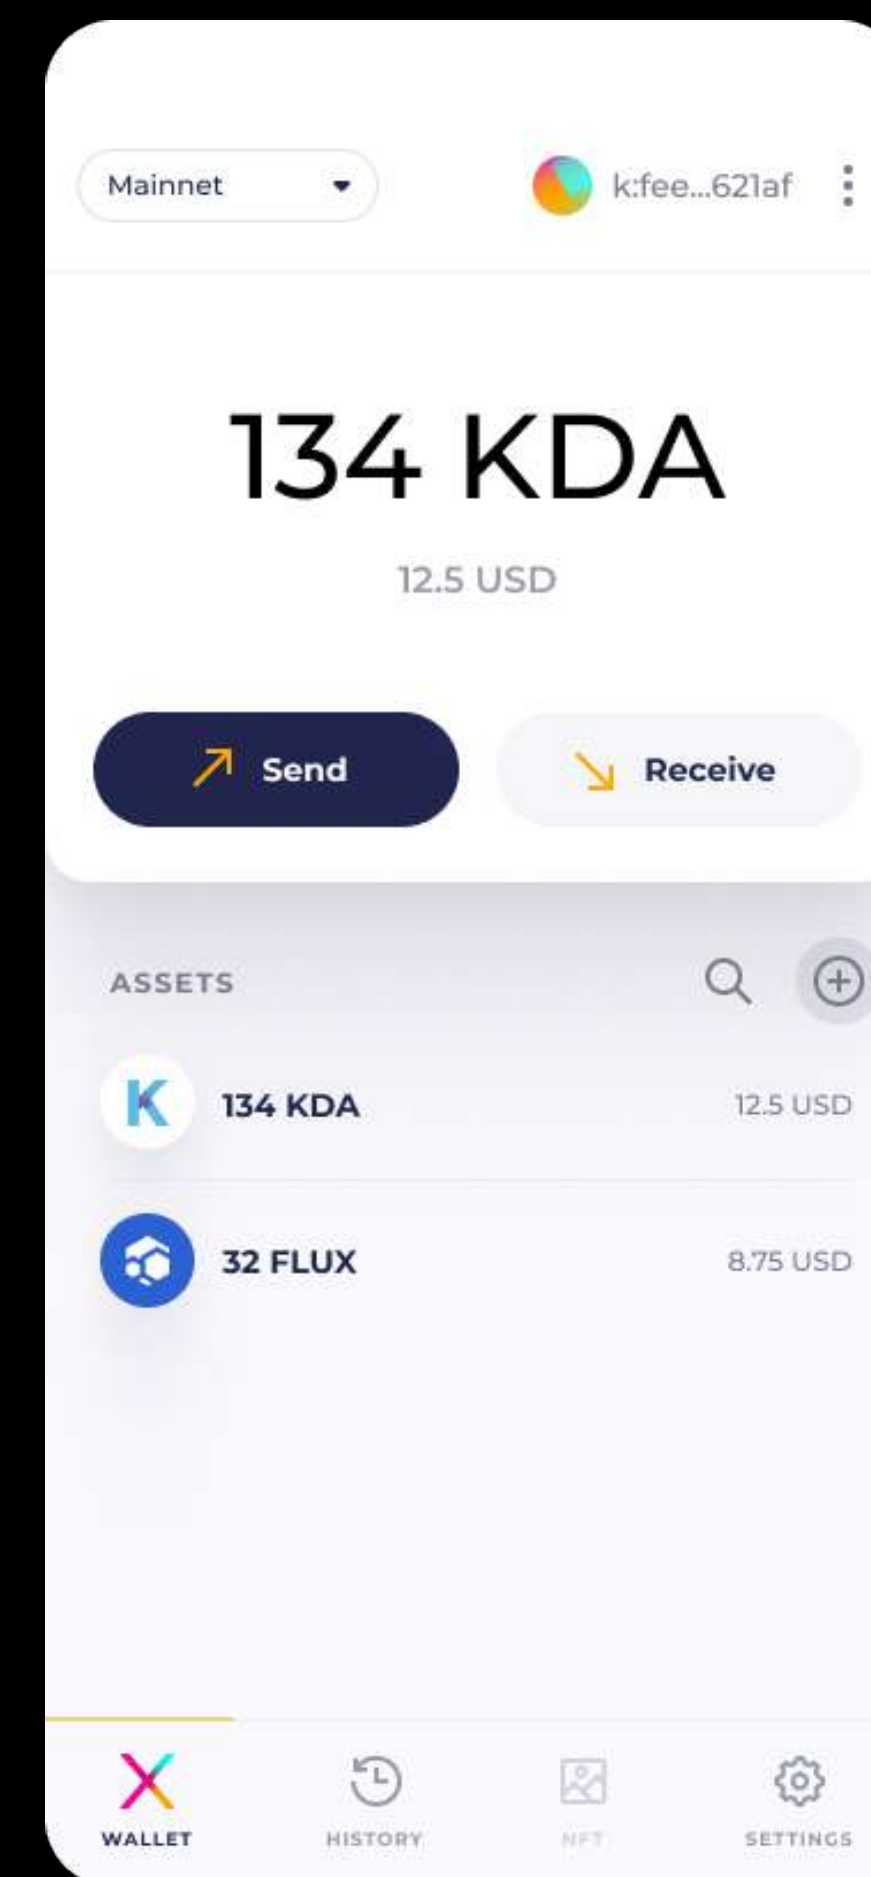 Mainnet k:fee...621af
134 KDA
12.5 USD
Send Receive
ASSETS
134 KDA 12.5 USD
32 FLUX 8.75 USD
WALLET HISTORY NFT SETTINGS